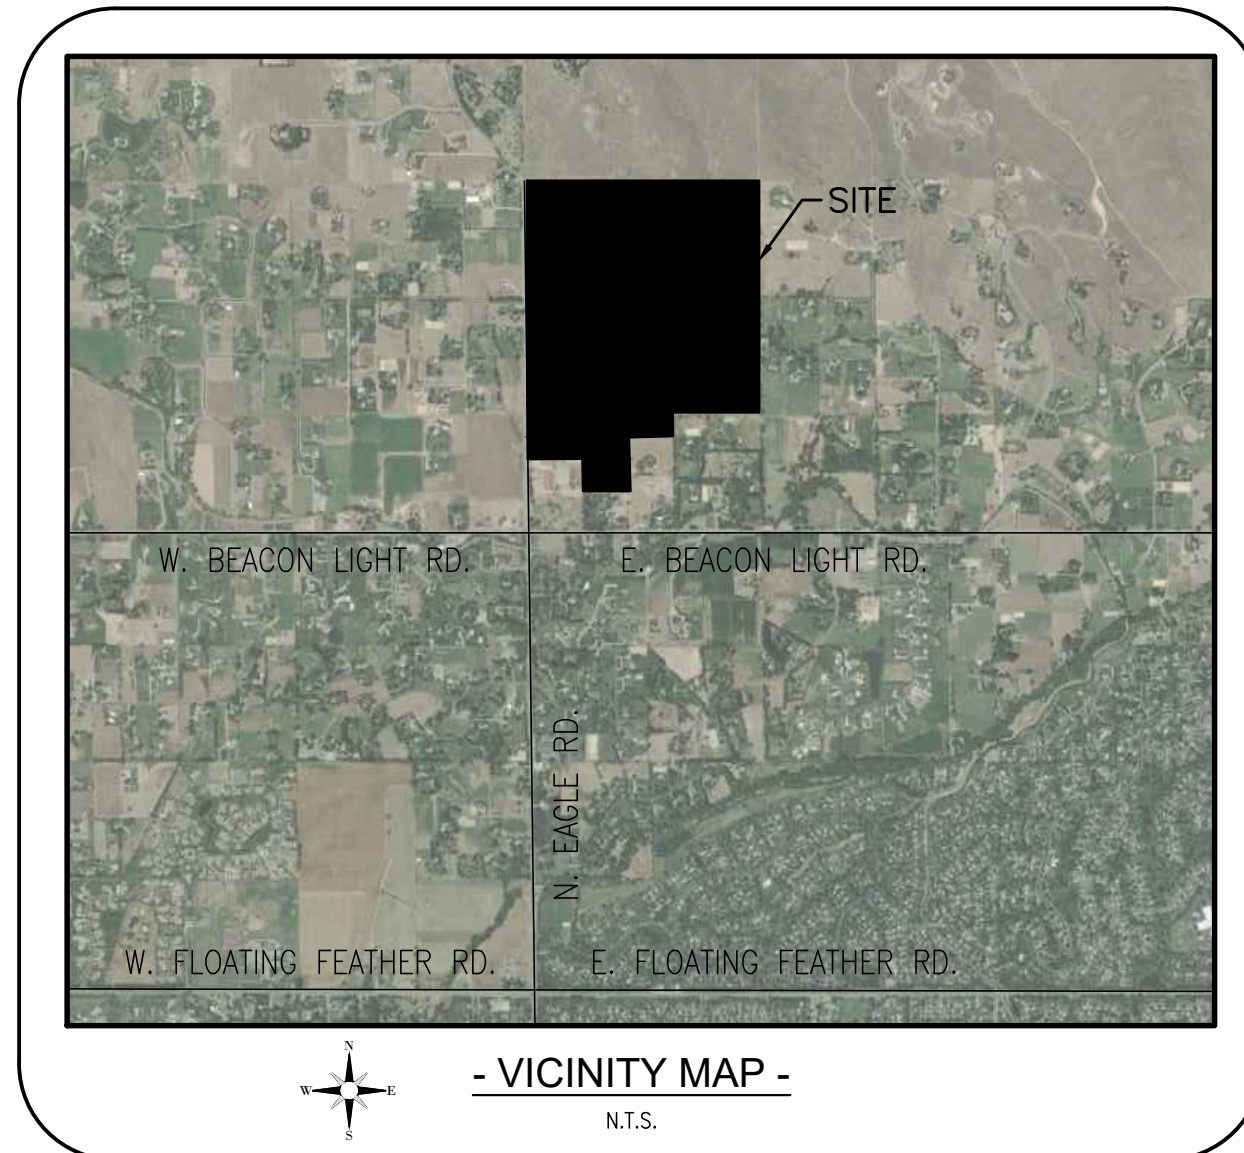 SITE
W. BEACON LIGHT RD.
E. BEACON LIGHT RD.
N. EAGLE RD.
W. FLOATING FEATHER RD.
E. FLOATING FEATHER RD.
N
W
E
S
- VICINITY MAP -
N.T.S.